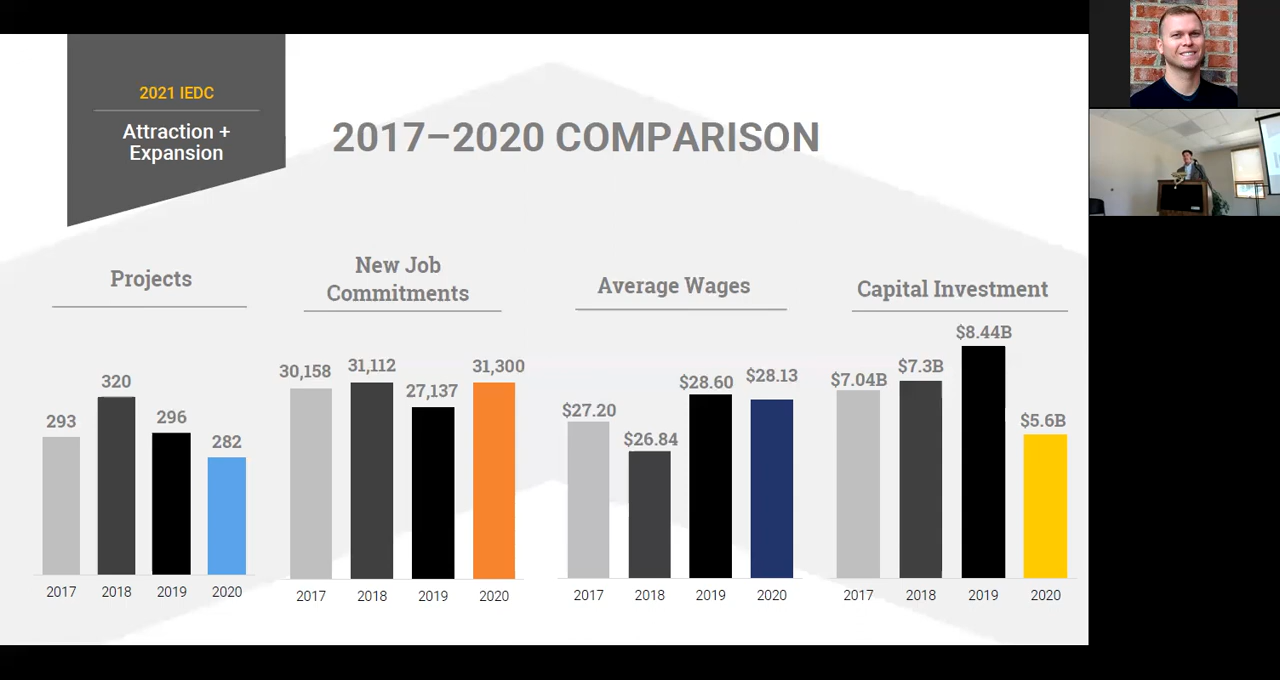 2021 IEDC
Attraction +
Expansion
2017–2020 COMPARISON
Projects
293
320
296
282
2017
2018
2019
2020
New Job
Commitments
30,158
31,112
27,137
31,300
2017
2018
2019
2020
Average Wages
$27.20
$26.84
$28.60
$28.13
2017
2018
2019
2020
Capital Investment
$7.04B
$7.3B
$8.44B
$5.6B
2017
2018
2019
2020